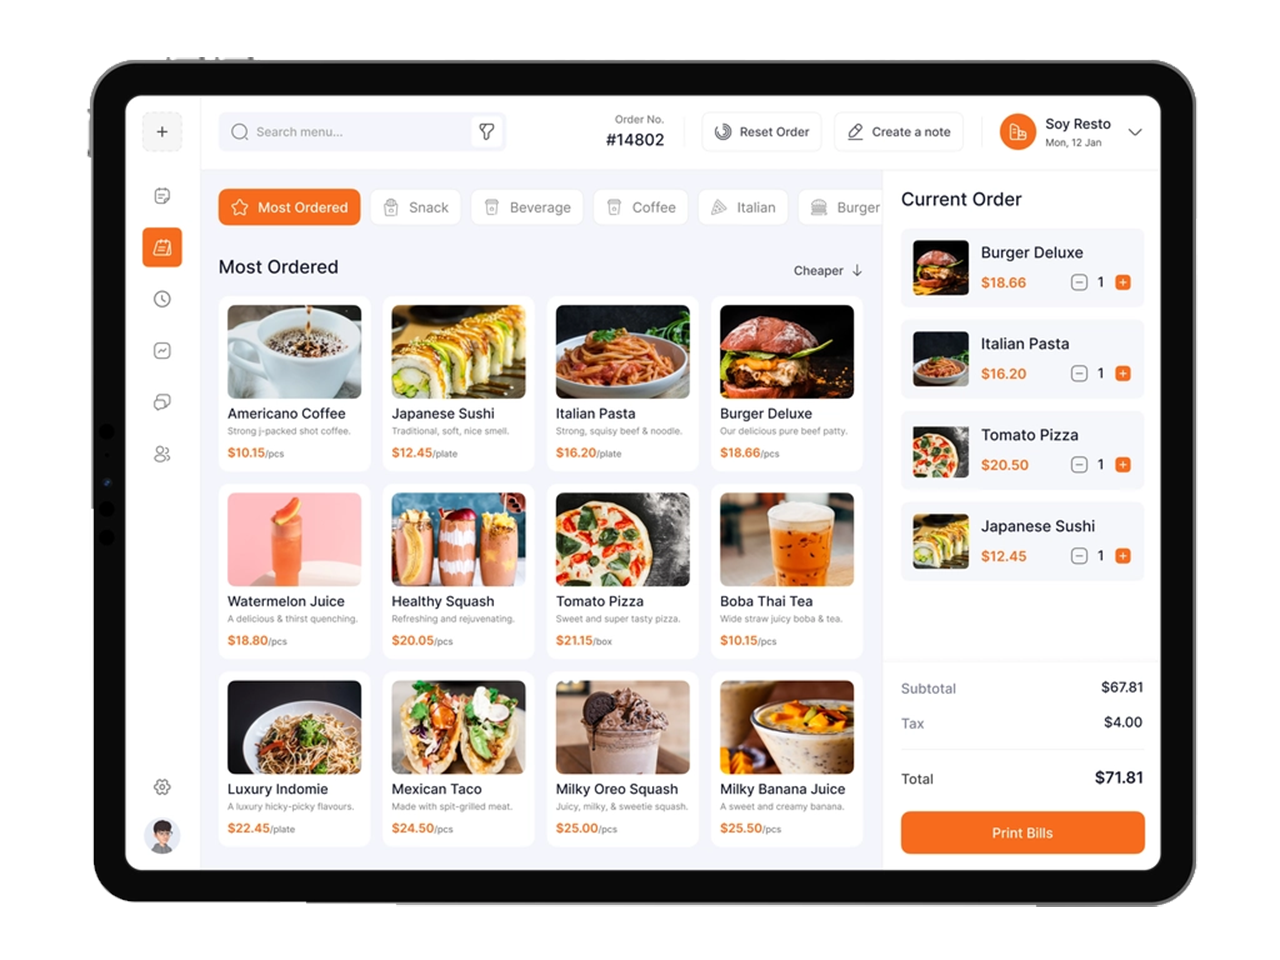 Search menu...
Order No.
#14802
Reset Order
Create a note
Soy Resto
Mon, 12 Jan
Most Ordered
Snack
Beverage
Coffee
Italian
Burger
Most Ordered
Cheaper
Americano Coffee
Strong j-packed shot coffee.
$10.15/pcs
Japanese Sushi
Traditional, soft, nice smell.
$12.45/plate
Italian Pasta
Strong, squisy beef & noodle.
$16.20/plate
Burger Deluxe
Our delicious pure beef patty.
$18.66/pcs
Watermelon Juice
A delicious & thirst quenching.
$18.80/pcs
Healthy Squash
Refreshing and rejuvenating.
$20.05/pcs
Tomato Pizza
Sweet and super tasty pizza.
$21.15/box
Boba Thai Tea
Wide straw juicy boba & tea.
$10.15/pcs
Luxury Indomie
A luxury hicky-picky flavours.
$22.45/plate
Mexican Taco
Made with spit-grilled meat.
$24.50/pcs
Milky Oreo Squash
Juicy, milky, & sweetie squash.
$25.00/pcs
Milky Banana Juice
A sweet and creamy banana.
$25.50/pcs
Current Order
Burger Deluxe
$18.66 1
Italian Pasta
$16.20 1
Tomato Pizza
$20.50 1
Japanese Sushi
$12.45 1
Subtotal $67.81
Tax $4.00
Total $71.81
Print Bills